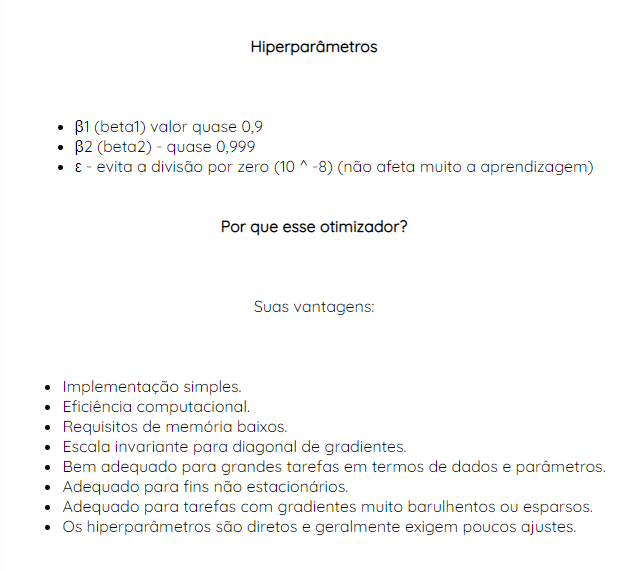 Hiperparâmetros
β1 (beta1) valor quase 0,9
β2 (beta2) - quase 0,999
ε - evita a divisão por zero (10 ^ -8) (não afeta muito a aprendizagem)
Por que esse otimizador?
Suas vantagens:
Implementação simples.
Eficiência computacional.
Requisitos de memória baixos.
Escala invariante para diagonal de gradientes.
Bem adequado para grandes tarefas em termos de dados e parâmetros.
Adequado para fins não estacionários.
Adequado para tarefas com gradientes muito barulhentos ou esparsos.
Os hiperparâmetros são diretos e geralmente exigem poucos ajustes.